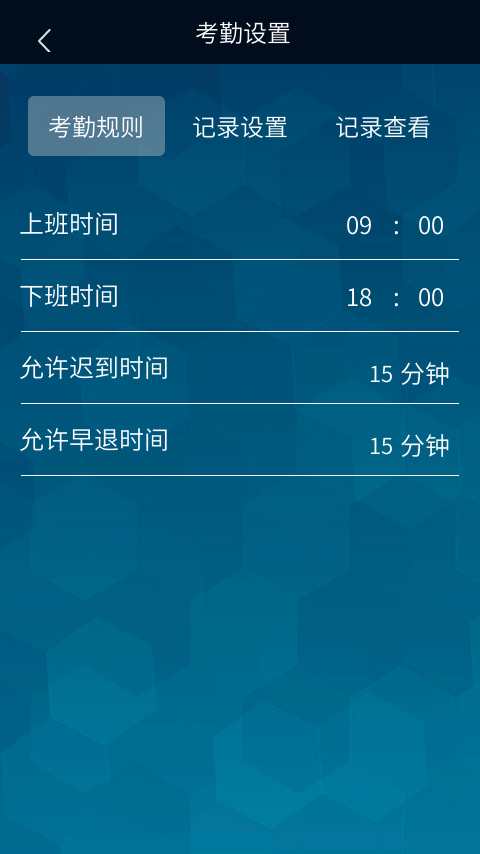 考勤设置
考勤规则 记录设置 记录查看
上班时间 09 : 00
下班时间 18 : 00
允许迟到时间 15 分钟
允许早退时间 15 分钟